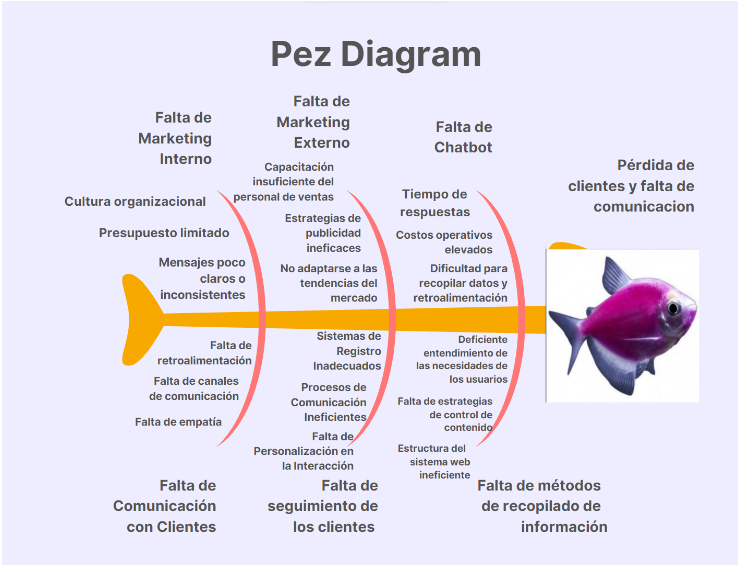 Pez Diagram
Falta de
Marketing
Interno
Falta de
Marketing
Externo
Falta de
Chatbot
Pérdida de
clientes y falta de
comunicacion
Cultura organizacional
Presupuesto limitado
Mensajes poco
claros o
inconsistentes
Capacitación
insuficiente del
personal de ventas
Estrategias de
publicidad
ineficaces
No adaptarse a las
tendencias del
mercado
Tiempo de
respuestas
Costos operativos
elevados
Dificultad para
recopilar datos y
retroalimentación
Falta de
retroalimentación
Falta de canales
de comunicación
Falta de empatía
Sistemas de
Registro
Inadecuados
Procesos de
Comunicación
Ineficientes
Falta de
Personalización en
la Interacción
Deficiente
entendimiento de
las necesidades de
los usuarios
Falta de estrategias
de control de
contenido
Estructura del
sistema web
ineficiente
Falta de
Comunicación
con Clientes
Falta de
seguimiento de
los clientes
Falta de métodos
de recopilado de
información